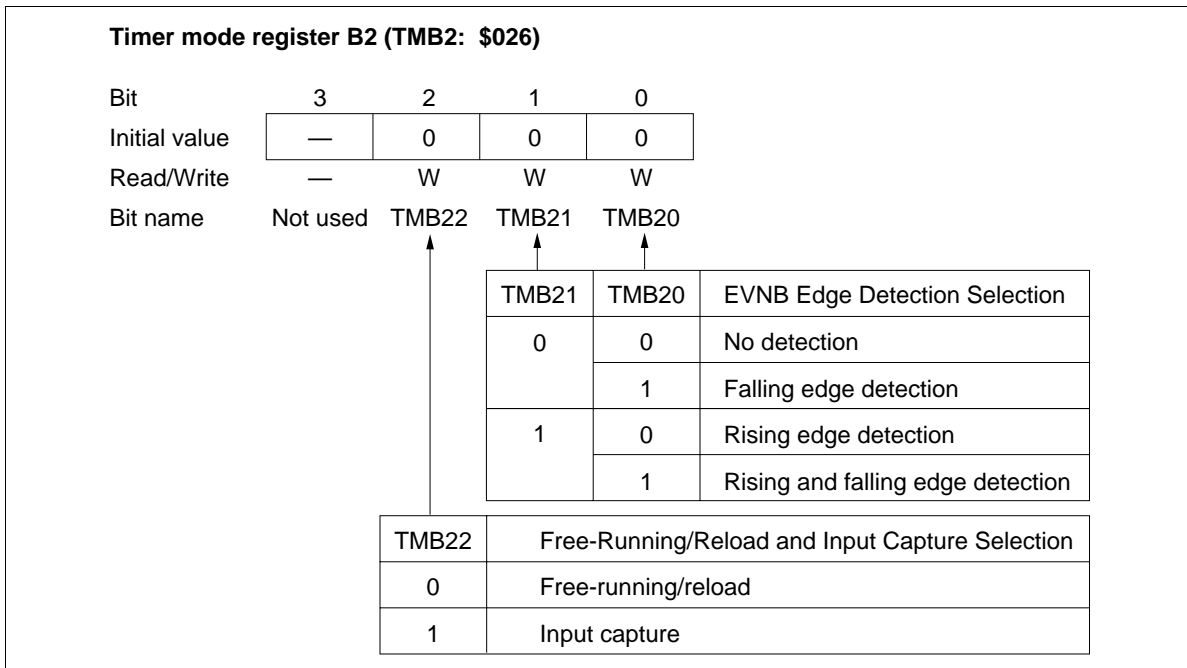 Timer mode register B2 (TMB2: $026)
Bit 3 2 1 0
Initial value — 0 0 0
Read/Write — W W W
Bit name Not used TMB22 TMB21 TMB20
TMB21 TMB20 EVNB Edge Detection Selection
0 0 No detection
1 Falling edge detection
1 0 Rising edge detection
1 Rising and falling edge detection
TMB22 Free-Running/Reload and Input Capture Selection
0 Free-running/reload
1 Input capture